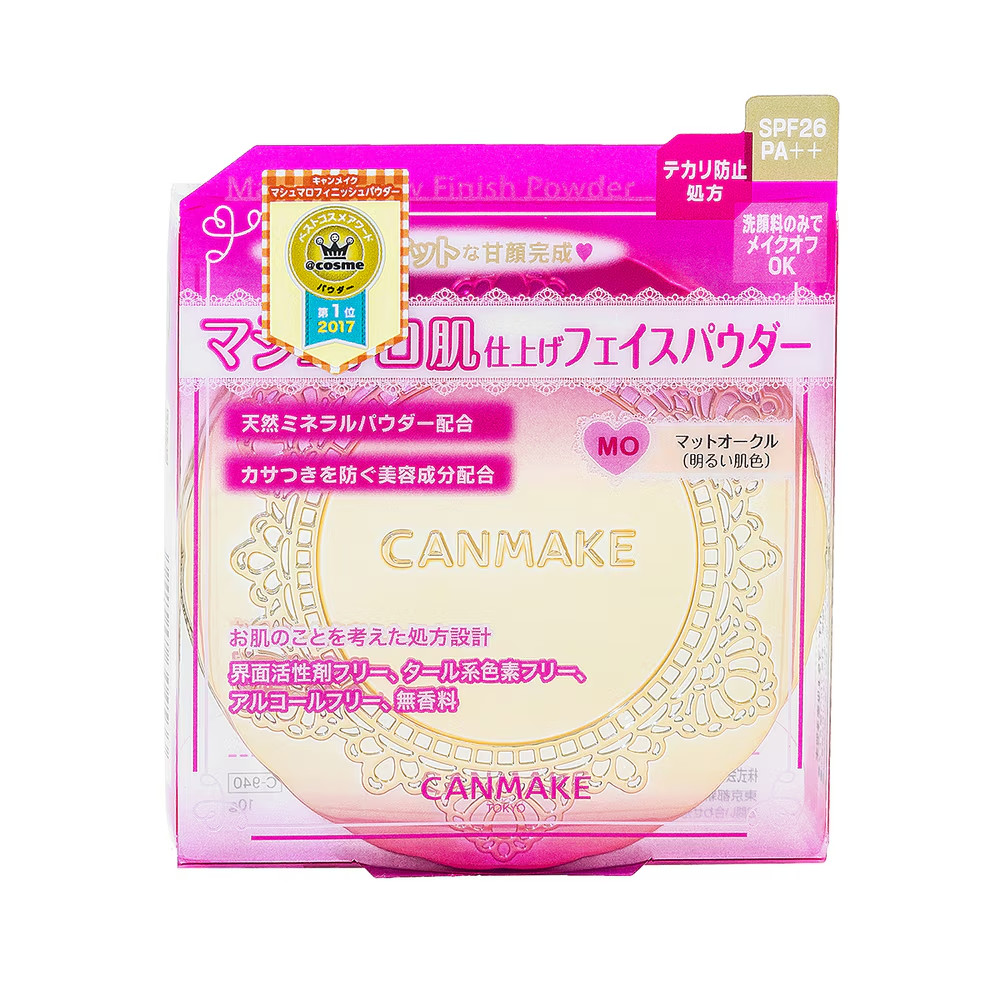 SPF26
PA++
テカリ防止
処方
洗顔料のみで
メイクオフ
OK
Finish Powder
キャンメイク
マシュマロフィニッシュパウダー
ベストコスメアワード
@cosme
パウダー
第1位
2017
な甘顔完成♥
肌仕上げフェイスパウダー
天然ミネラルパウダー配合
カサつきを防ぐ美容成分配合
MO
マットオークル
(明るい肌色)
CANMAKE
お肌のことを考えた処方設計
界面活性剤フリー、タール系色素フリー、
アルコールフリー、無香料
CANMAKE
TOKYO
C-940
10g
株式
東京都